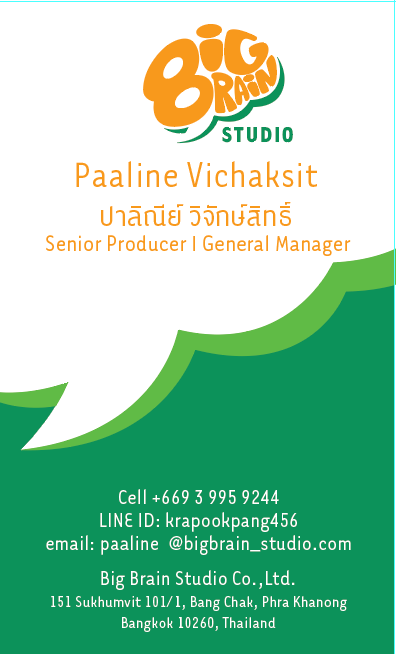 BiG
BRAiN
STUDIO
Paaline Vichaksit
ปาลิณีย์ วิจักษ์สิทธิ์
Senior Producer I General Manager
Cell +669 3 995 9244
LINE ID: krapookpang456
email: paaline @bigbrain_studio.com
Big Brain Studio Co.,Ltd.
151 Sukhumvit 101/1, Bang Chak, Phra Khanong
Bangkok 10260, Thailand